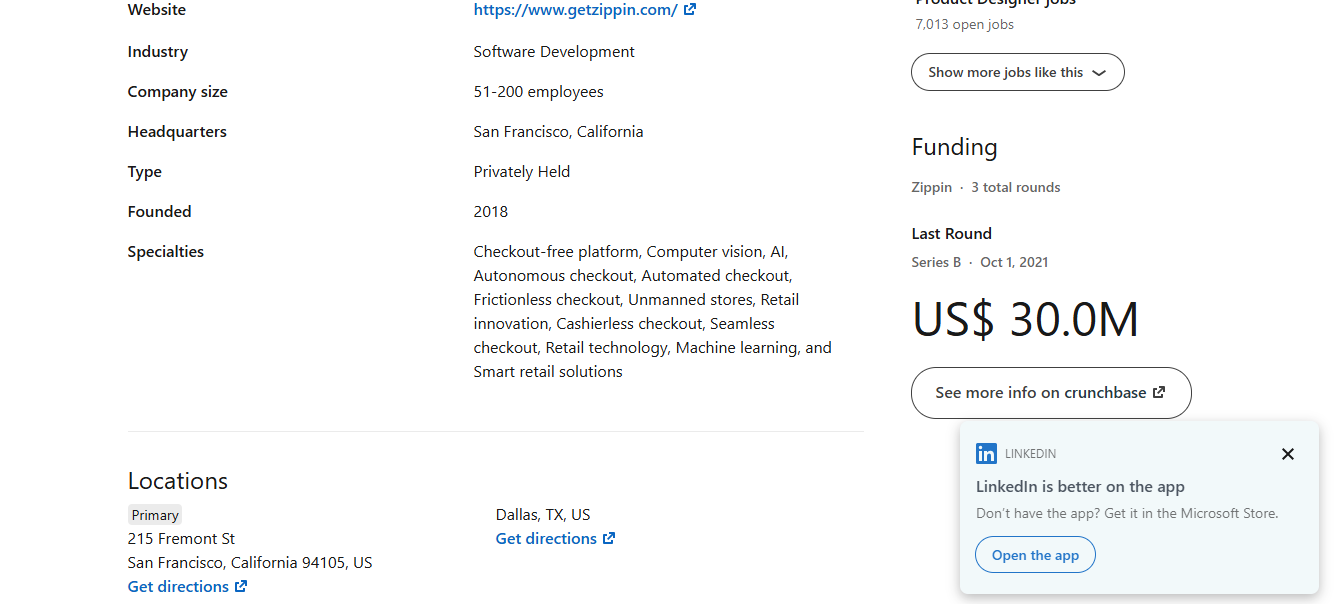 Website
https://www.getzippin.com/
Industry
Software Development
Company size
51-200 employees
Headquarters
San Francisco, California
Type
Privately Held
Founded
2018
Specialties
Checkout-free platform, Computer vision, AI,
Autonomous checkout, Automated checkout,
Frictionless checkout, Unmanned stores, Retail
innovation, Cashierless checkout, Seamless
checkout, Retail technology, Machine learning, and
Smart retail solutions
Locations
Primary
215 Fremont St
San Francisco, California 94105, US
Get directions
Dallas, TX, US
Get directions
Product Designer jobs
7,013 open jobs
Show more jobs like this
Funding
Zippin · 3 total rounds
Last Round
Series B · Oct 1, 2021
US$ 30.0M
See more info on crunchbase
in LINKEDIN
LinkedIn is better on the app
Don't have the app? Get it in the Microsoft Store.
Open the app